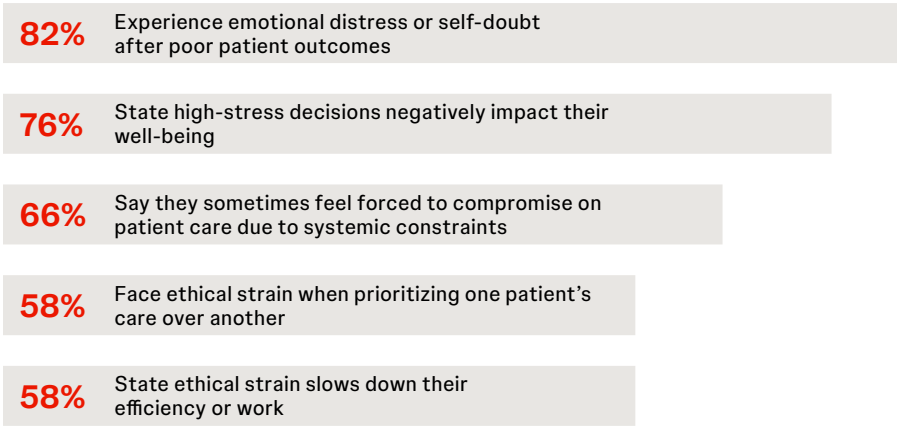 82%
Experience emotional distress or self-doubt
after poor patient outcomes
76%
State high-stress decisions negatively impact their
well-being
66%
Say they sometimes feel forced to compromise on
patient care due to systemic constraints
58%
Face ethical strain when prioritizing one patient’s
care over another
58%
State ethical strain slows down their
efficiency or work